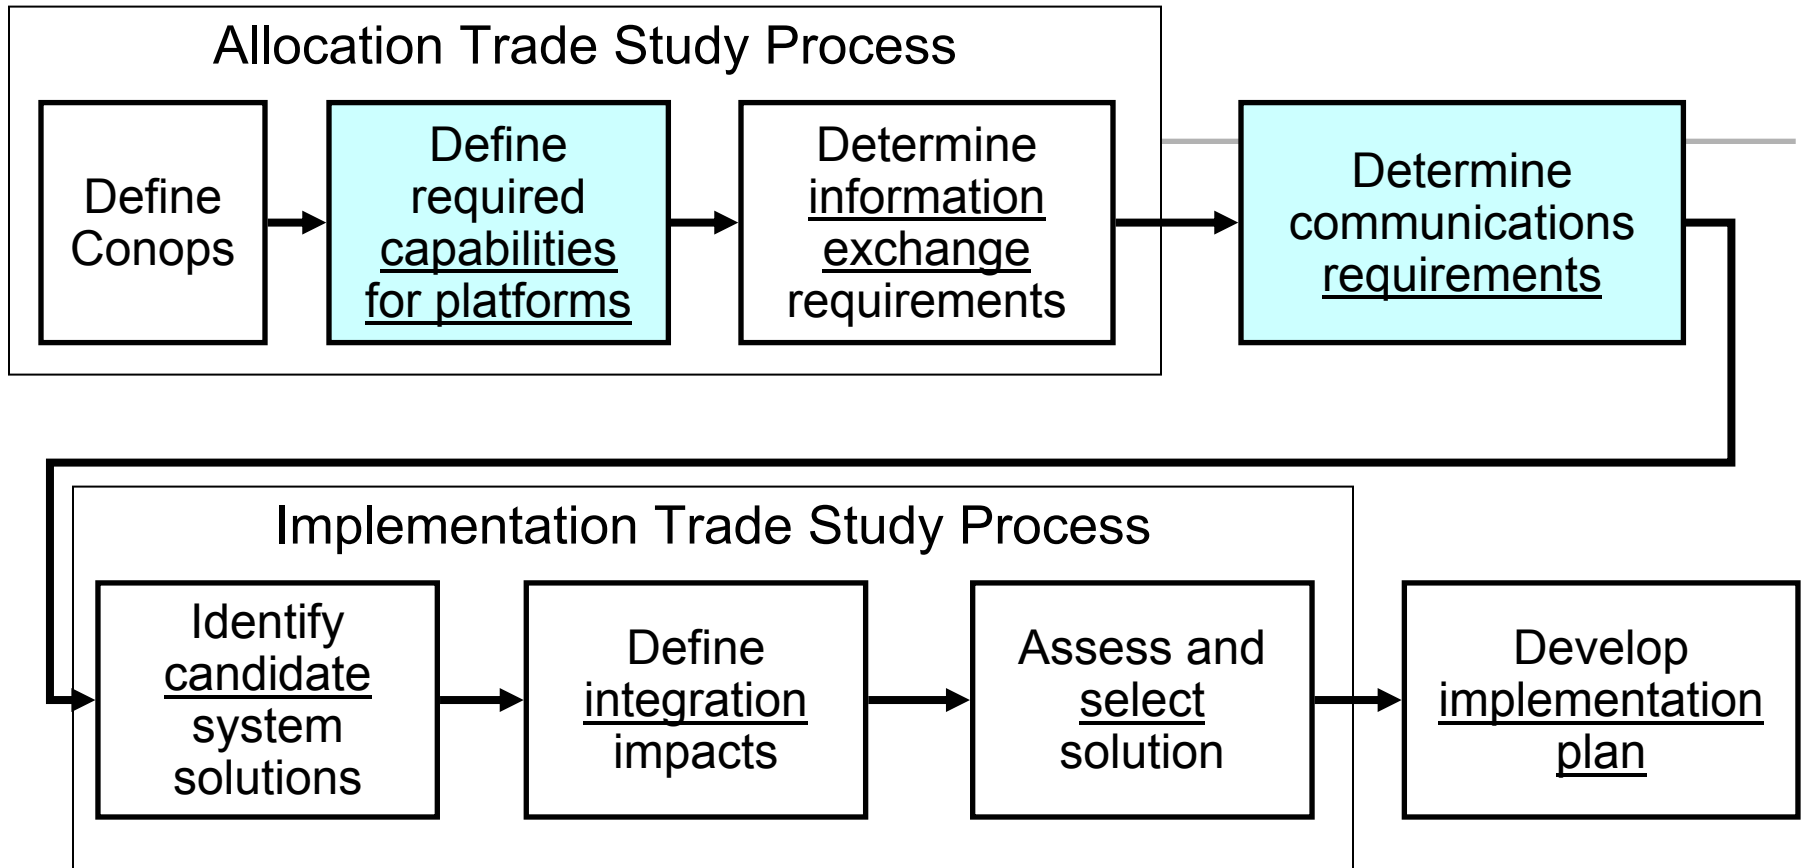 Allocation Trade Study Process
Define
Conops
Define
required
capabilities
for platforms
Determine
information
exchange
requirements
Determine
communications
requirements
Implementation Trade Study Process
Identify
candidate
system
solutions
Define
integration
impacts
Assess and
select
solution
Develop
implementation
plan